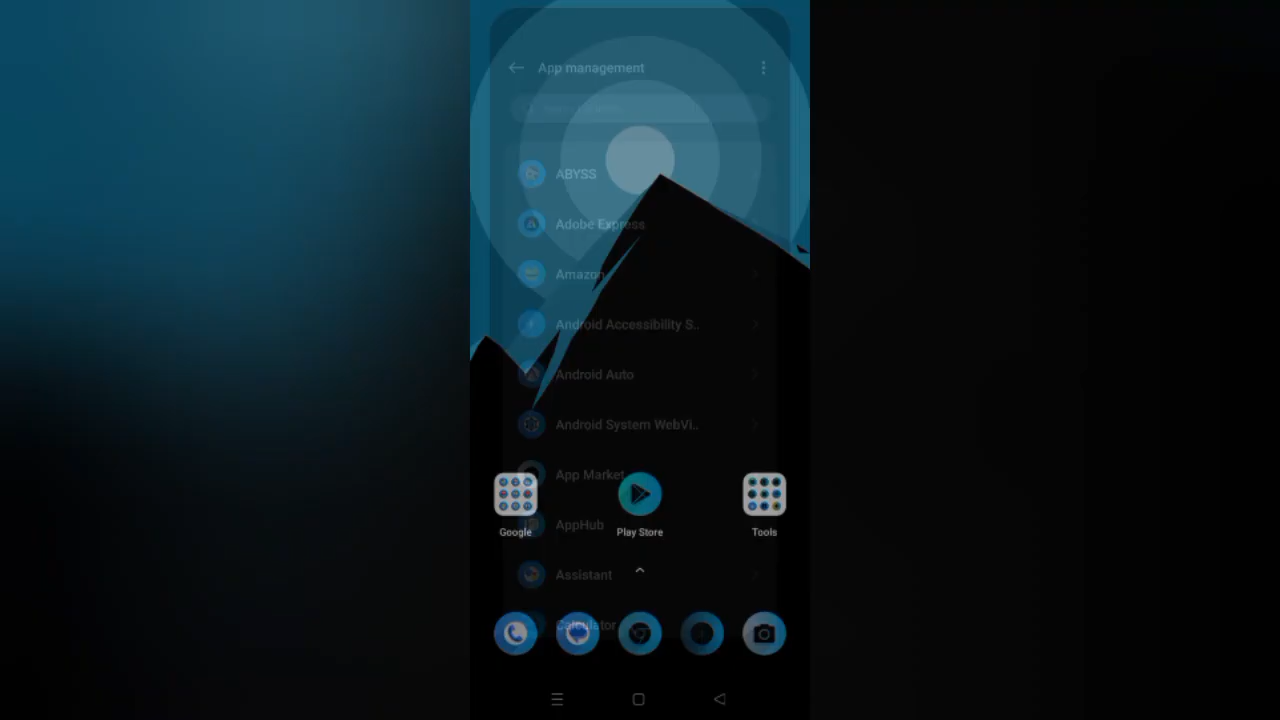 App management
ABYSS
Adobe Express
Amazon
Android Accessibility S..
Android Auto
Android System WebVi..
App Market
AppHub
Google
Play Store
Tools
Assistant
Calculator